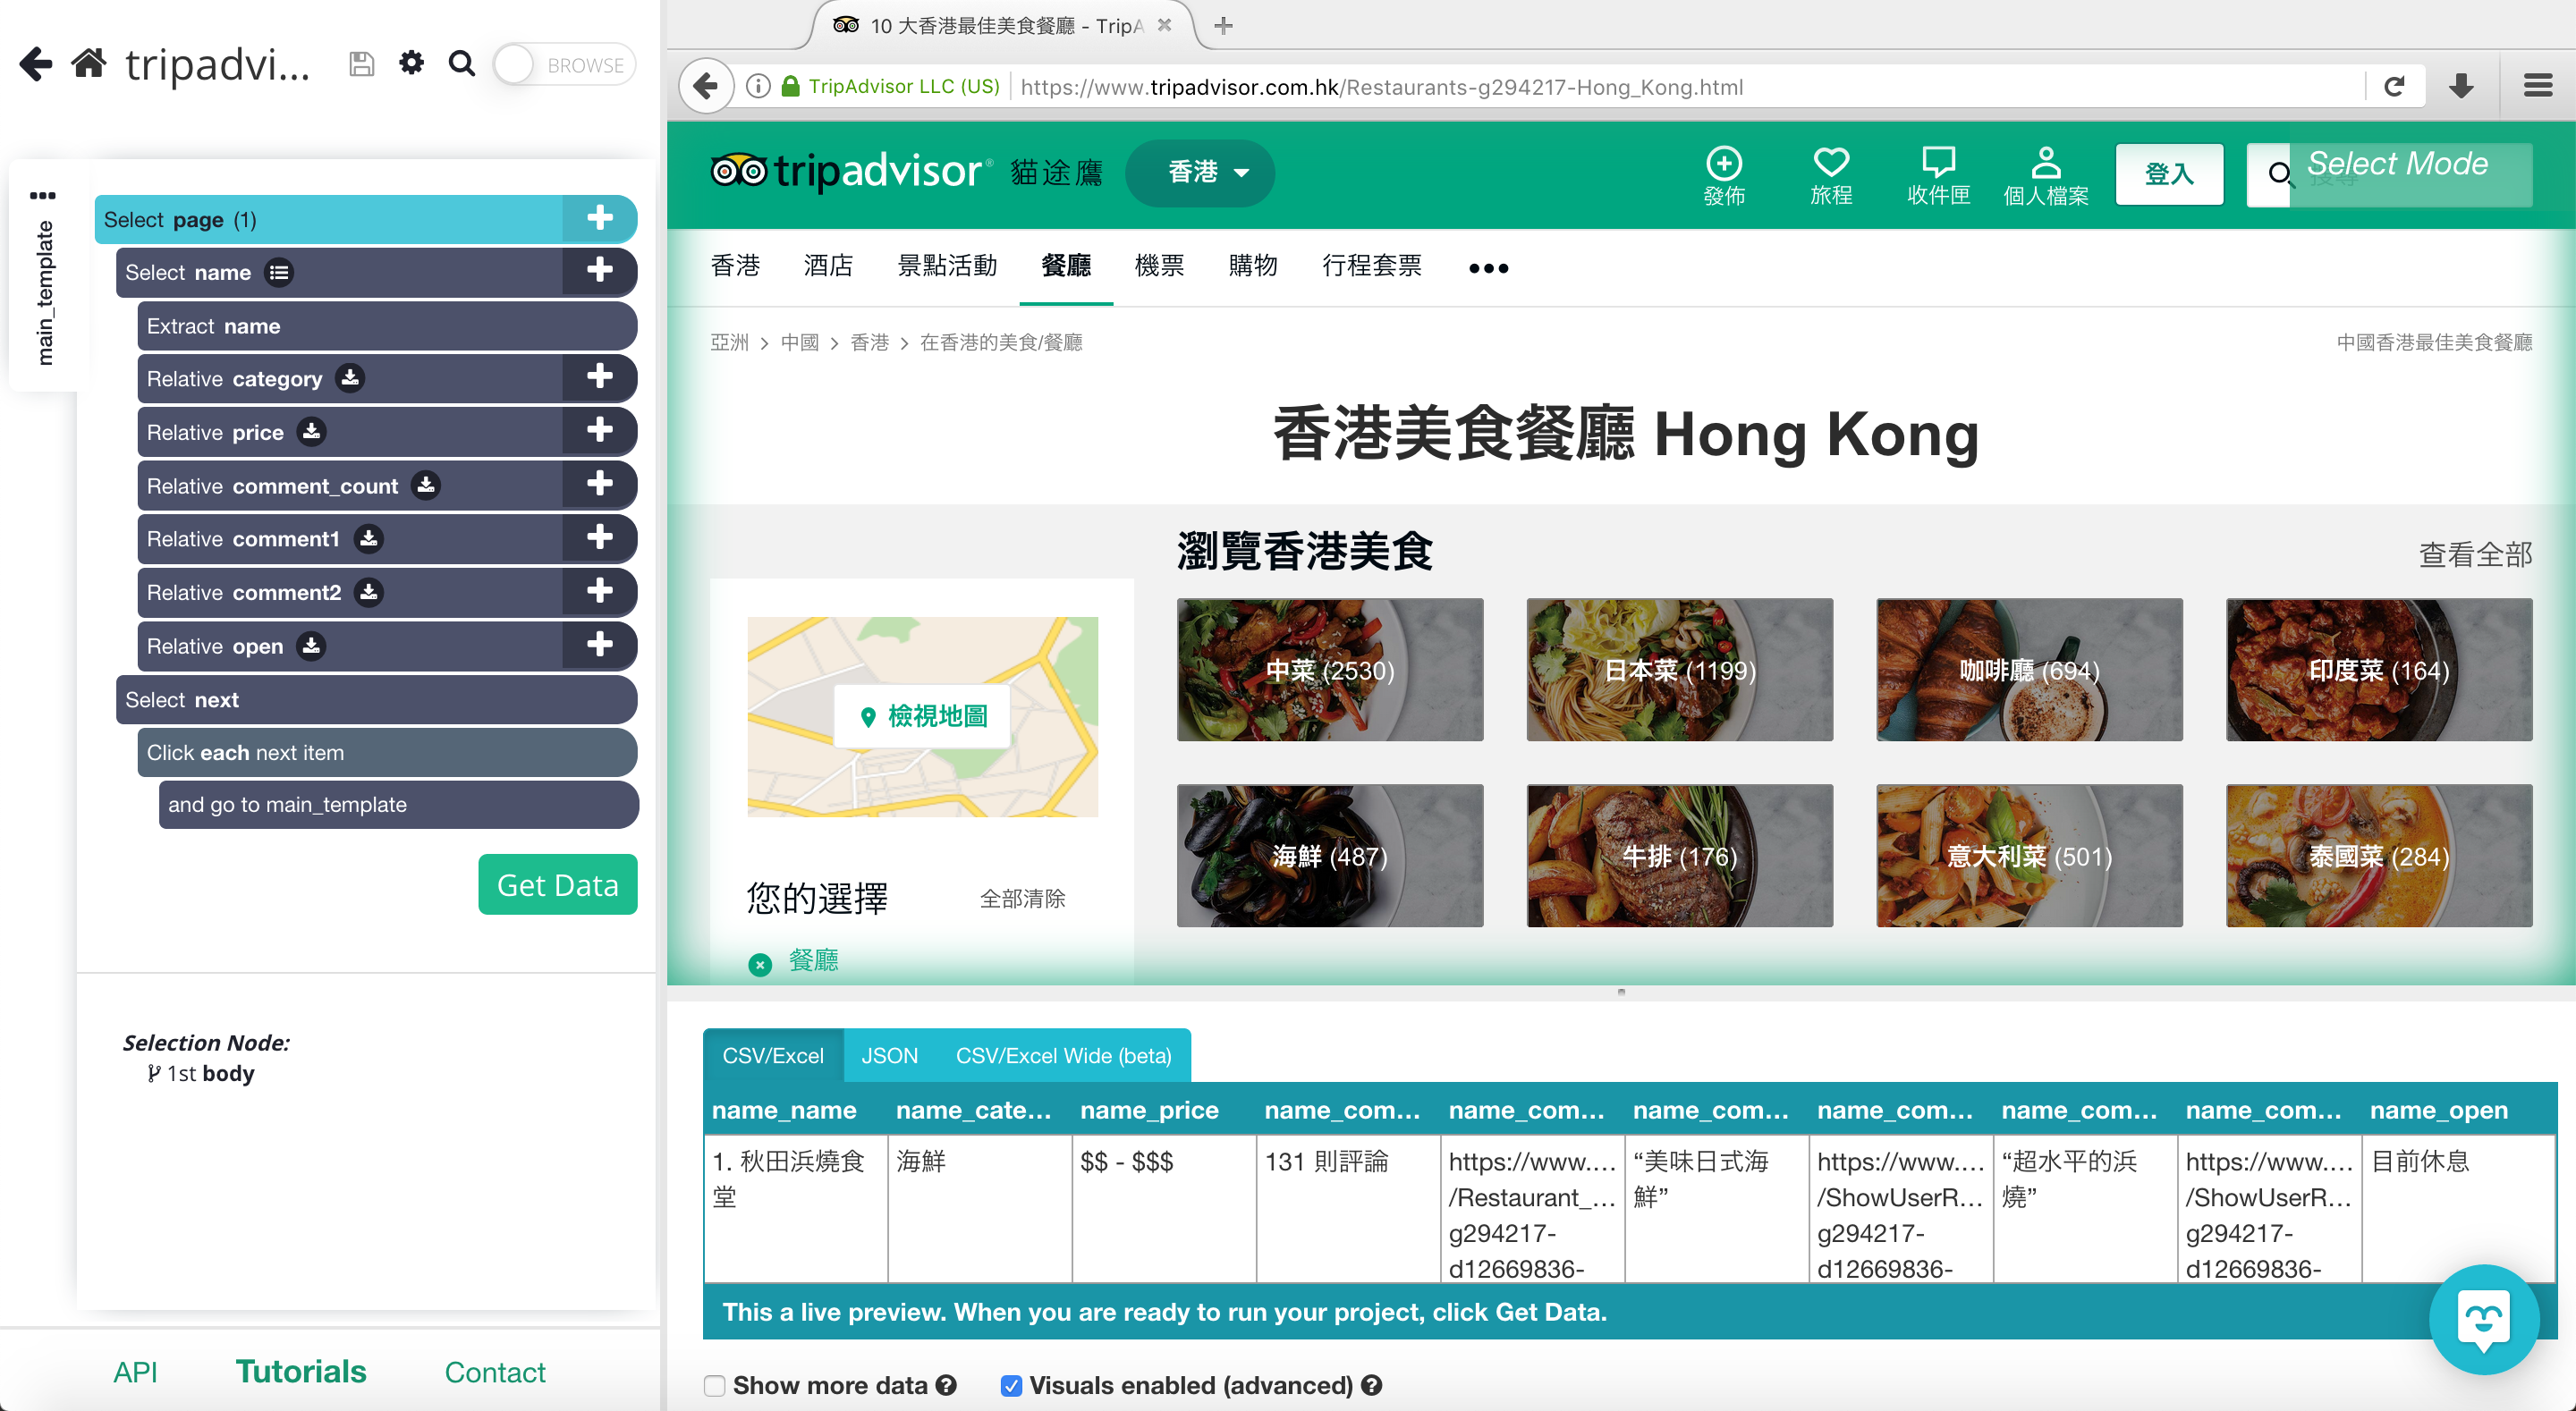 tripadvi...
BROWSE
main_template
Select page (1)
Select name
Extract name
Relative category
Relative price
Relative comment_count
Relative comment1
Relative comment2
Relative open
Select next
Click each next item
and go to main_template
Get Data
Selection Node:
1st body
API Tutorials Contact
10 大香港最佳美食餐廳 - TripA
TripAdvisor LLC (US) https://www.tripadvisor.com.hk/Restaurants-g294217-Hong_Kong.html
tripadvisor® 貓途鷹 香港 發佈 旅程 收件匣 個人檔案 登入 搜尋 Select Mode
香港 酒店 景點活動 餐廳 機票 購物 行程套票
亞洲 > 中國 > 香港 > 在香港的美食/餐廳 中國香港最佳美食餐廳
香港美食餐廳 Hong Kong
瀏覽香港美食 查看全部
檢視地圖
中菜 (2530) 日本菜 (1199) 咖啡廳 (694) 印度菜 (164)
海鮮 (487) 牛排 (176) 意大利菜 (501) 泰國菜 (284)
您的選擇 全部清除
餐廳
CSV/Excel JSON CSV/Excel Wide (beta)
name_name name_cate... name_price name_com... name_com... name_com... name_com... name_com... name_com... name_open
1. 秋田浜燒食 海鮮 $$ - $$$ 131 則評論 https://www.... “美味日式海 https://www.... “超水平的浜 https://www.... 目前休息
堂 /Restaurant_... 鮮” /ShowUserR... 燒” /ShowUserR...
g294217- g294217- g294217-
d12669836- d12669836- d12669836-
This a live preview. When you are ready to run your project, click Get Data.
Show more data Visuals enabled (advanced)